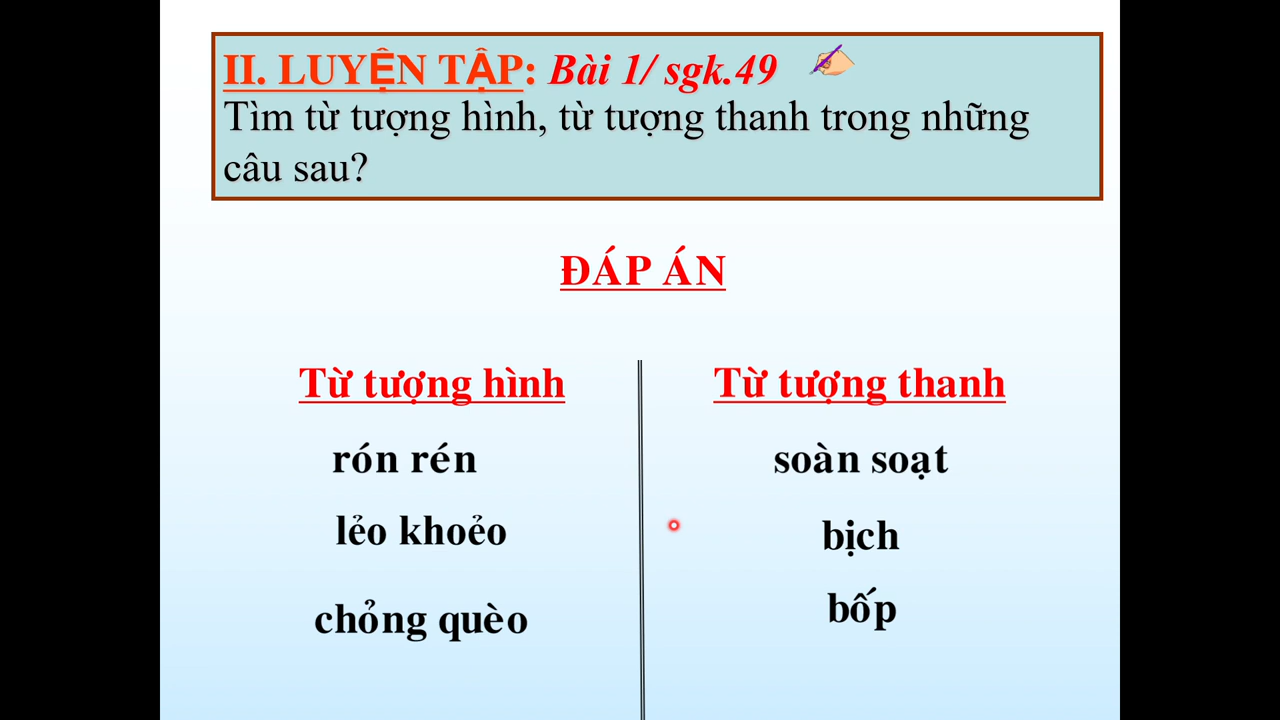 II. LUYỆN TẬP: Bài 1/ sgk.49
Tìm từ tượng hình, từ tượng thanh trong những
câu sau?
ĐÁP ÁN
Từ tượng hình
Từ tượng thanh
rón rén
soàn soạt
lẻo khoẻo
bịch
chỏng quèo
bốp